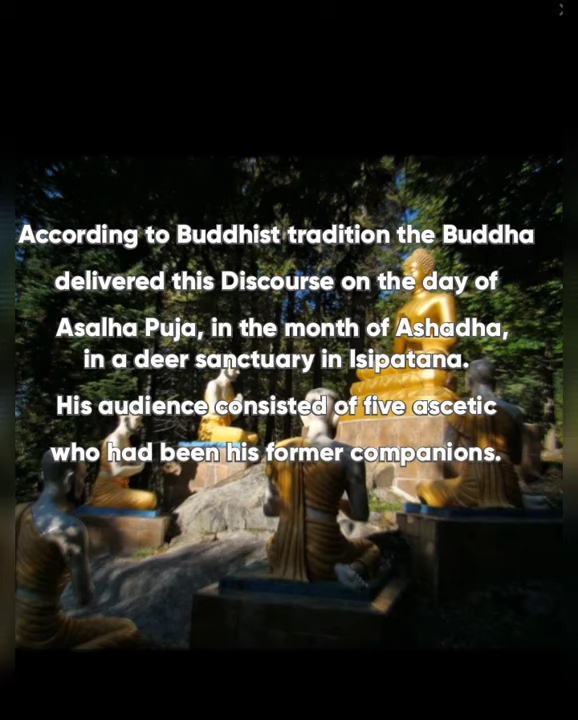 According to Buddhist tradition the Buddha
delivered this Discourse on the day of
Asalha Puja, in the month of Ashadha,
in a deer sanctuary in Isipatana.
His audience consisted of five ascetic
who had been his former companions.